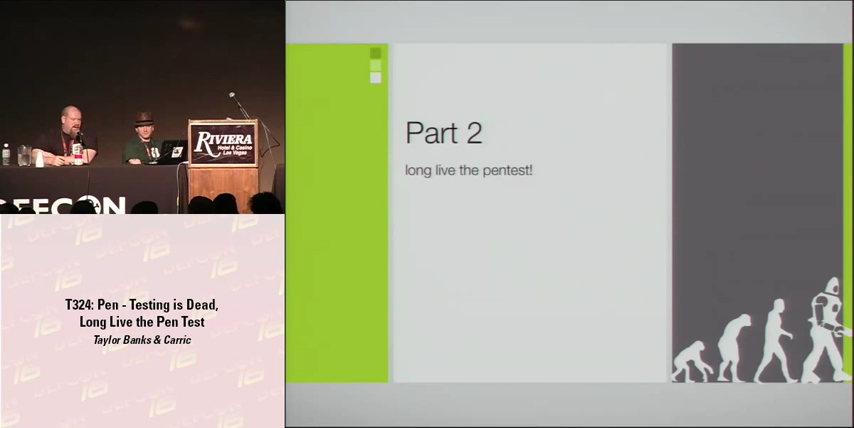 RIVIERA
Hotel & Casino
Las Vegas
DEFCON
T324: Pen - Testing is Dead,
Long Live the Pen Test
Taylor Banks & Carric
Part 2
long live the pentest!